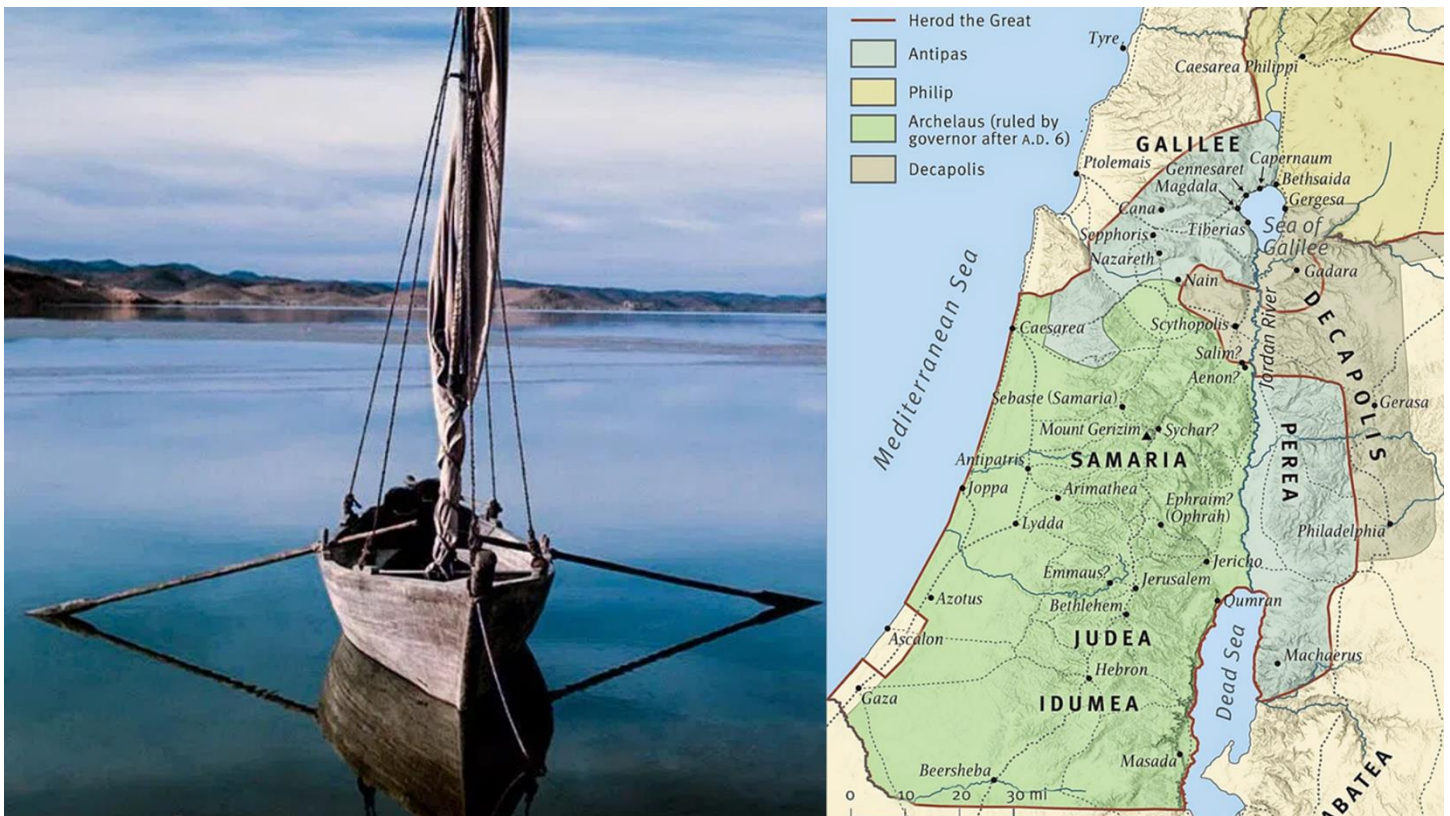 Herod the Great
Antipas
Philip
Archelaus (ruled by
governor after A.D. 6)
Decapolis
Tyre
Caesarea Philippi
GALILEE
Ptolemais
Capernaum
Gennesaret
Bethsaida
Magdala
Gergesa
Cana
Tiberias
Sea of
Galilee
Sepphoris
Nazareth
Gadara
Nain
Mediterranean Sea
Jordan River
DECAPOLIS
Caesarea
Scythopolis
Salim?
Aenon?
Sebaste (Samaria)
Gerasa
Mount Gerizim
Sychar?
PEREA
Antipatris
SAMARIA
Joppa
Arimathea
Ephraim?
(Ophrah)
Lydda
Philadelphia
Jericho
Emmaus?
Jerusalem
Azotus
Bethlehem
Qumran
Ascalon
JUDEA
Dead Sea
Machaerus
Hebron
Gaza
IDUMEA
Masada
Beersheba
0 10 20 30 mi
ABATEA